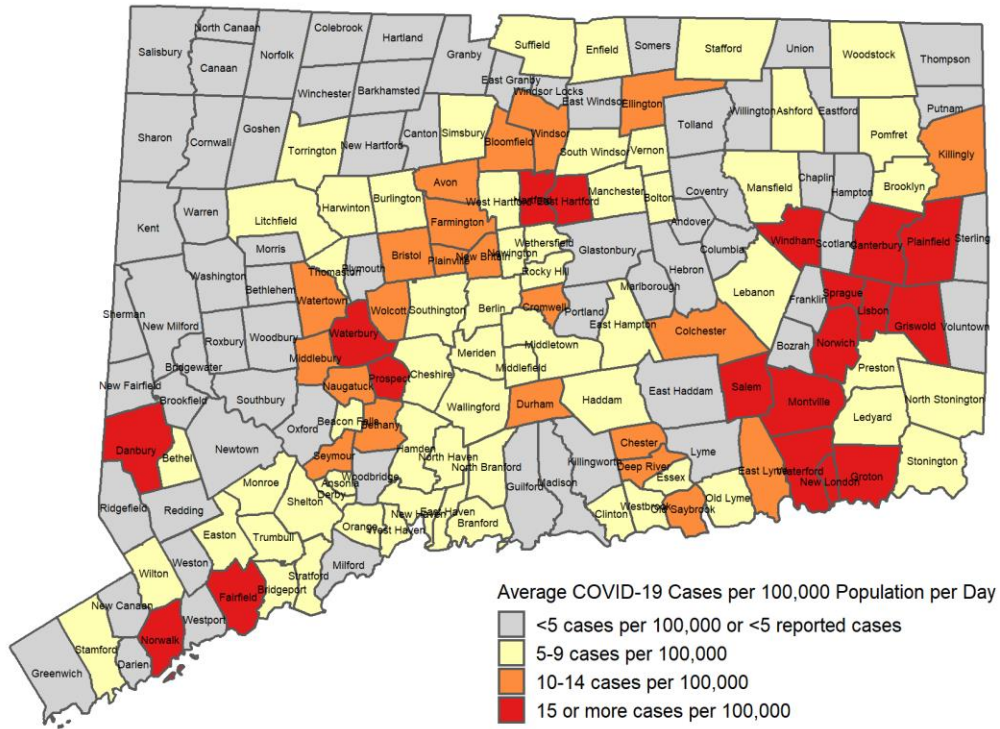 North Canaan
Colebrook
Hartland
Suffield
Enfield
Somers
Stafford
Union
Woodstock
Thompson
Salisbury
Canaan
Norfolk
Granby
East Granby
Windsor Locks
Winchester
Barkhamsted
East Windsor
Ellington
Willington
Ashford
Eastford
Putnam
Sharon
Cornwall
Goshen
Torrington
New Hartford
Canton
Simsbury
Bloomfield
Windsor
South Windsor
Vernon
Tolland
Pomfret
Killingly
Kent
Warren
Litchfield
Harwinton
Burlington
Avon
West Hartford
Hartford
East Hartford
Manchester
Bolton
Coventry
Mansfield
Chaplin
Hampton
Brooklyn
Farmington
Andover
Columbia
Windham
Scotland
Canterbury
Plainfield
Sterling
Morris
Washington
Bethlehem
Thomaston
Plymouth
Bristol
Plainville
New Britain
Newington
Wethersfield
Glastonbury
Hebron
Marlborough
Rocky Hill
Lebanon
Franklin
Sprague
Lisbon
Griswold
Voluntown
Sherman
New Milford
Roxbury
Woodbury
Watertown
Wolcott
Southington
Berlin
Cromwell
Portland
East Hampton
Colchester
Bozrah
Norwich
Bridgewater
Waterbury
Middlebury
Meriden
Middletown
Middlefield
Preston
New Fairfield
Brookfield
Southbury
Naugatuck
Prospect
Cheshire
Wallingford
Durham
Haddam
East Haddam
Salem
Montville
Ledyard
North Stonington
Danbury
Bethel
Newtown
Oxford
Beacon Falls
Bethany
Hamden
North Haven
North Branford
Chester
Deep River
Lyme
East Lyme
Waterford
New London
Groton
Stonington
Seymour
Woodbridge
Ansonia
Derby
Killingworth
Essex
Guilford
Madison
Westbrook
Old Saybrook
Old Lyme
Clinton
Ridgefield
Redding
Monroe
Shelton
Orange
New Haven
West Haven
East Haven
Branford
Easton
Trumbull
Milford
Wilton
Weston
Stratford
Bridgeport
Fairfield
New Canaan
Norwalk
Westport
Stamford
Darien
Greenwich
Average COVID-19 Cases per 100,000 Population per Day
<5 cases per 100,000 or <5 reported cases
5-9 cases per 100,000
10-14 cases per 100,000
15 or more cases per 100,000